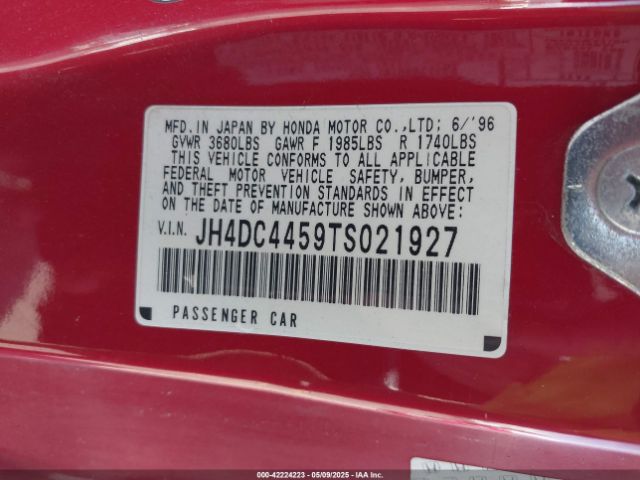 MFD.IN JAPAN BY HONDA MOTOR CO.,LTD; 6/'96
GVWR 3680LBS GAWR F 1985LBS R 1740LBS
THIS VEHICLE CONFORMS TO ALL APPLICABLE
FEDERAL MOTOR VEHICLE SAFETY, BUMPER,
AND THEFT PREVENTION STANDARDS IN EFFECT
ON THE DATE OF MANUFACTURE SHOWN ABOVE:
V.I.N. JH4DC4459TS021927
PASSENGER CAR
000-42224223 - 05/09/2025 - IAAI.COM